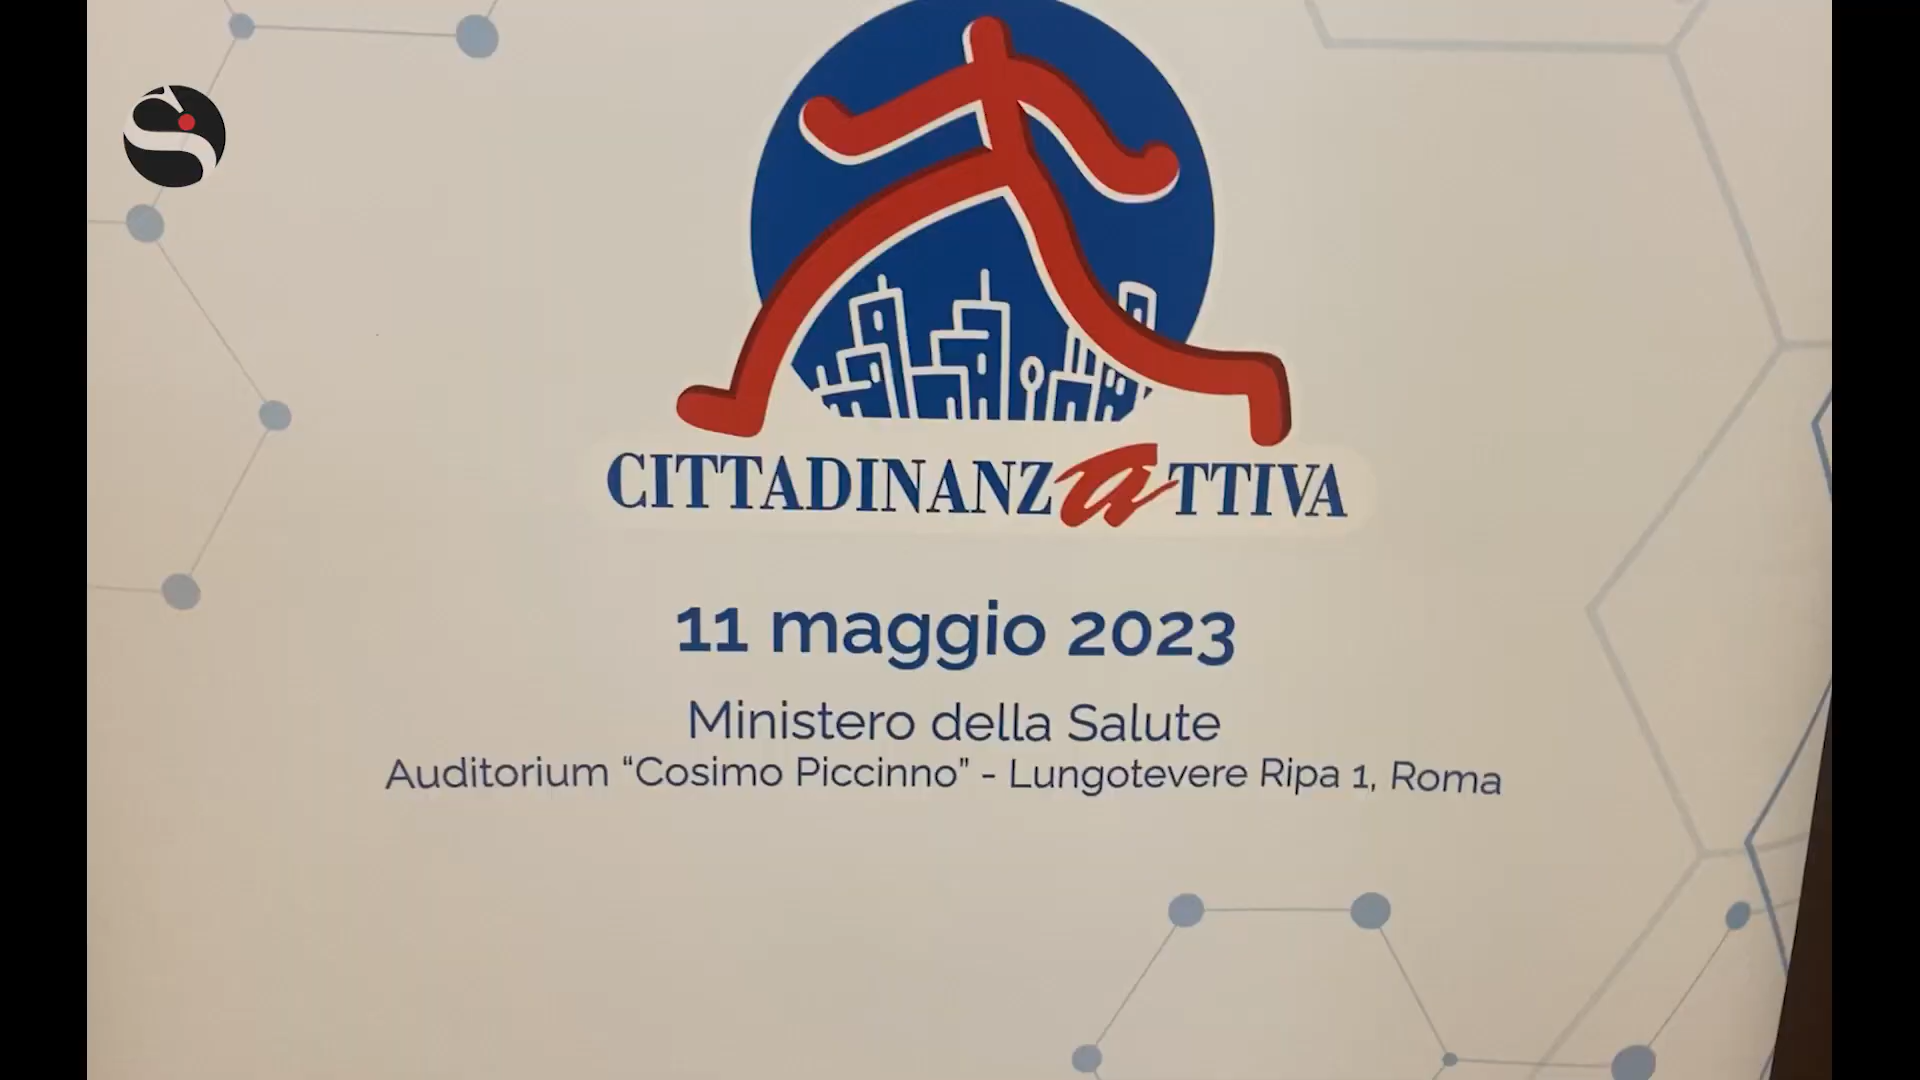 CITTADINANZaTTIVA
11 maggio 2023
Ministero della Salute
Auditorium “Cosimo Piccinno” - Lungotevere Ripa 1, Roma